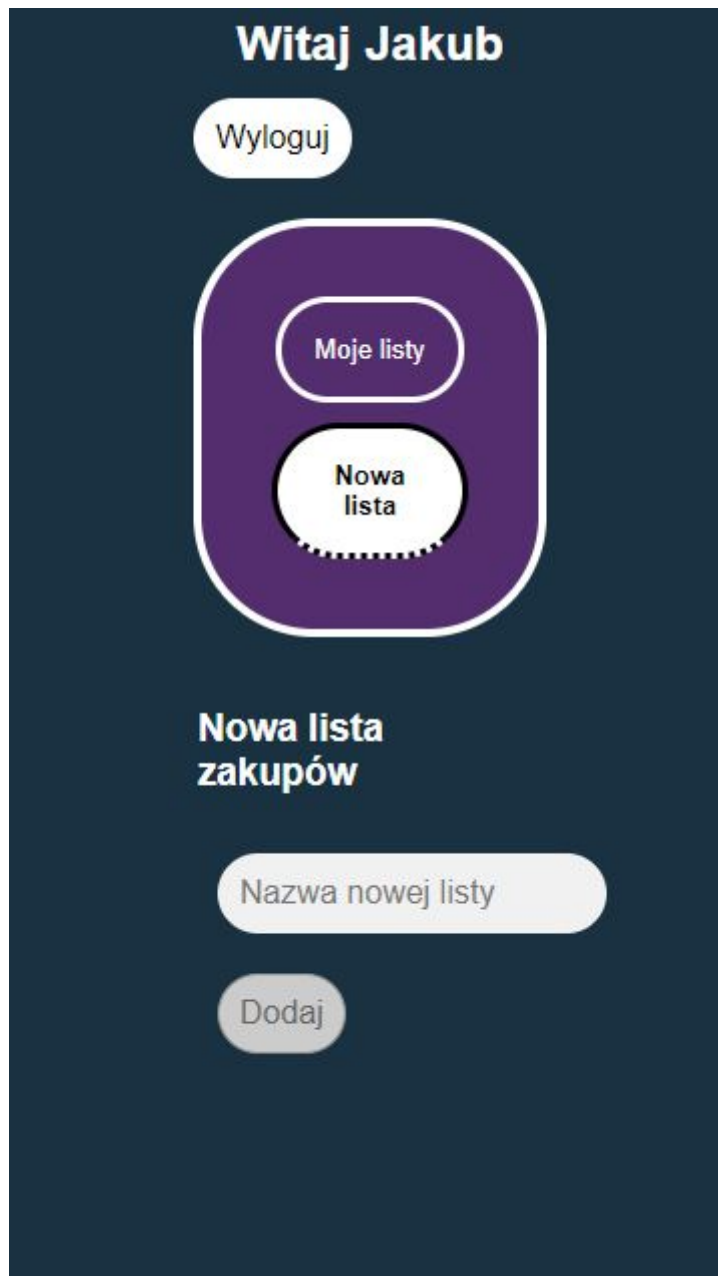 Witaj Jakub
Wyloguj
Moje listy
Nowa
lista
Nowa lista
zakupów
Nazwa nowej listy
Dodaj